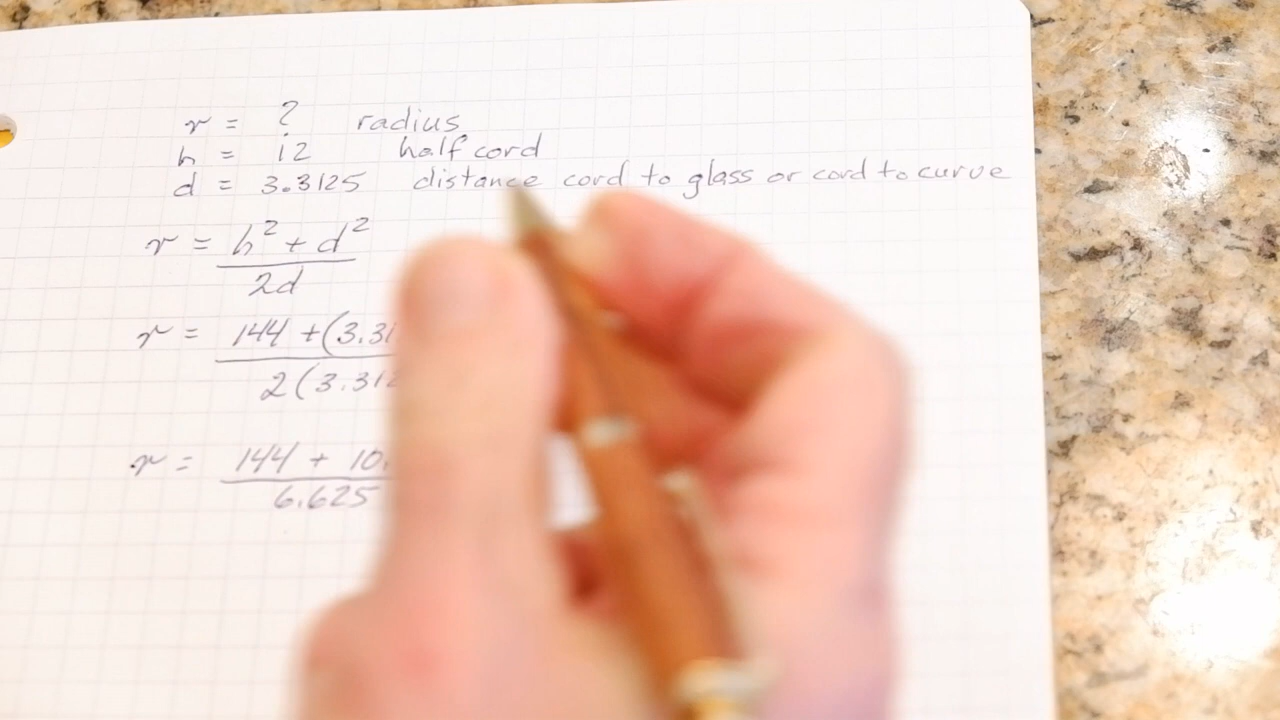 r = ? radius
h = 12 half cord
d = 3.3125 distance cord to glass or cord to curve
r = h² + d²
2d
r = 144 + (3.31
2(3.312
r = 144 + 10.
6.625